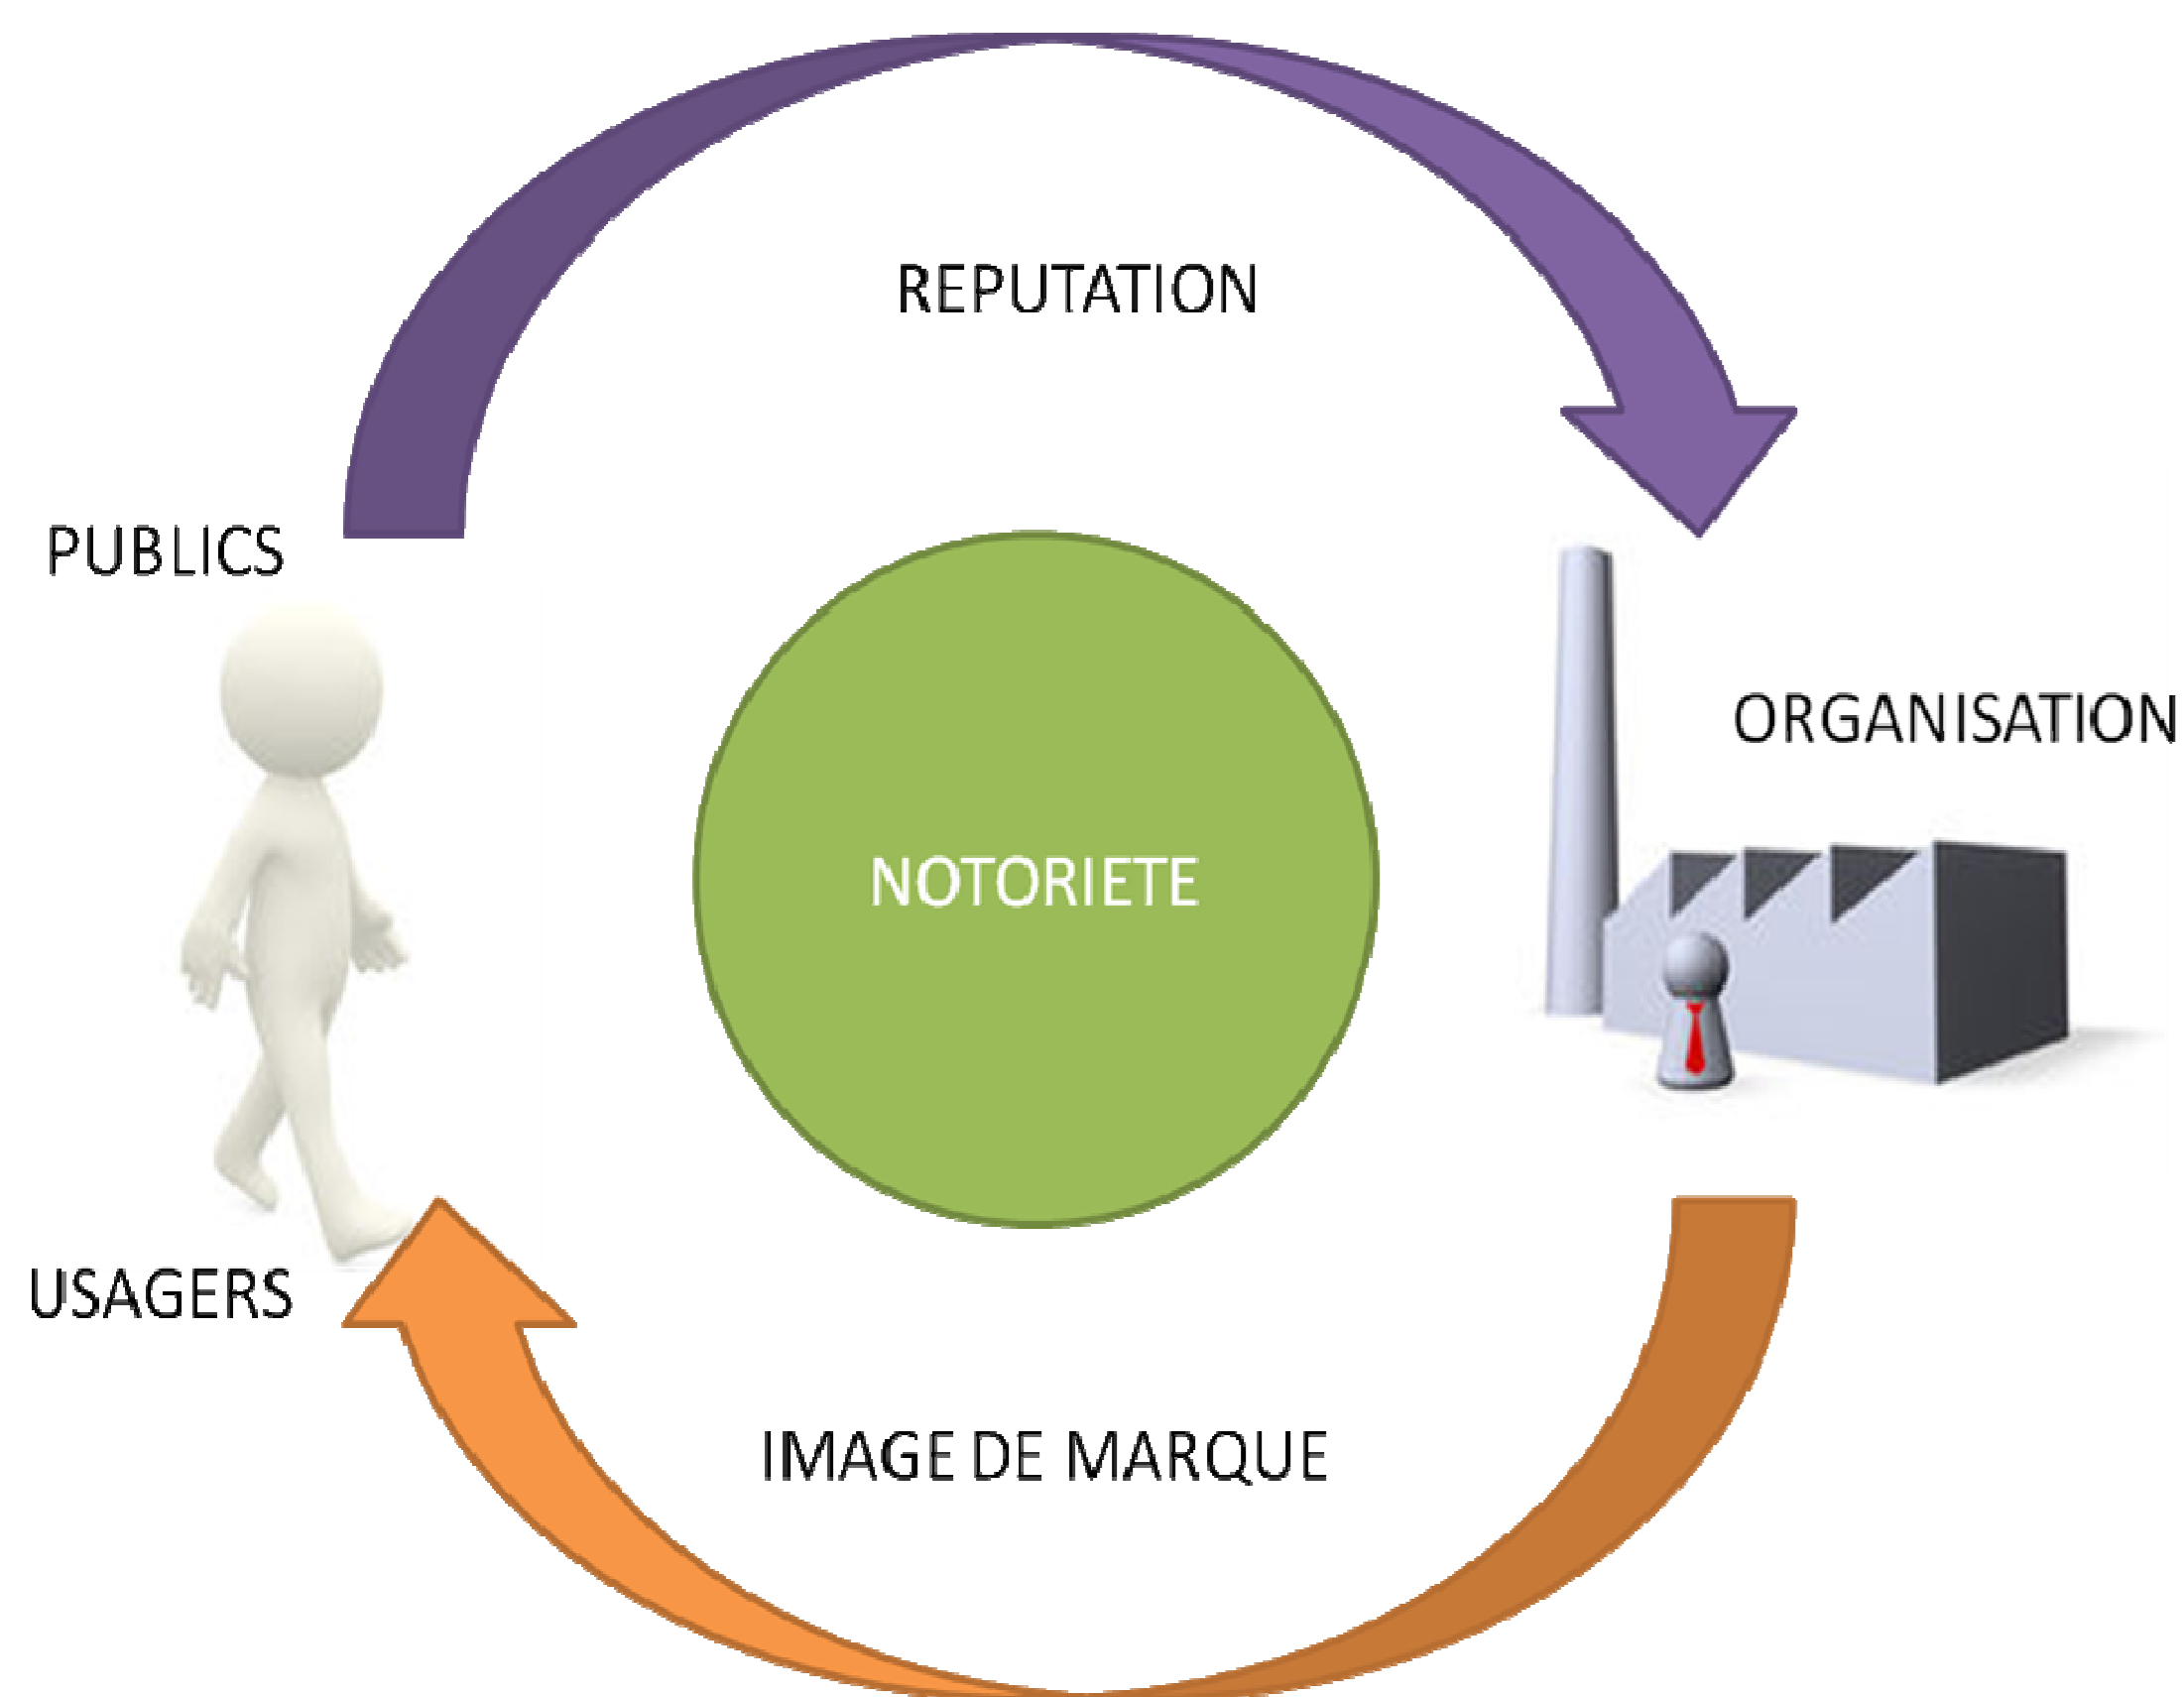 REPUTATION
PUBLICS
ORGANISATION
NOTORIETE
USAGERS
IMAGE DE MARQUE